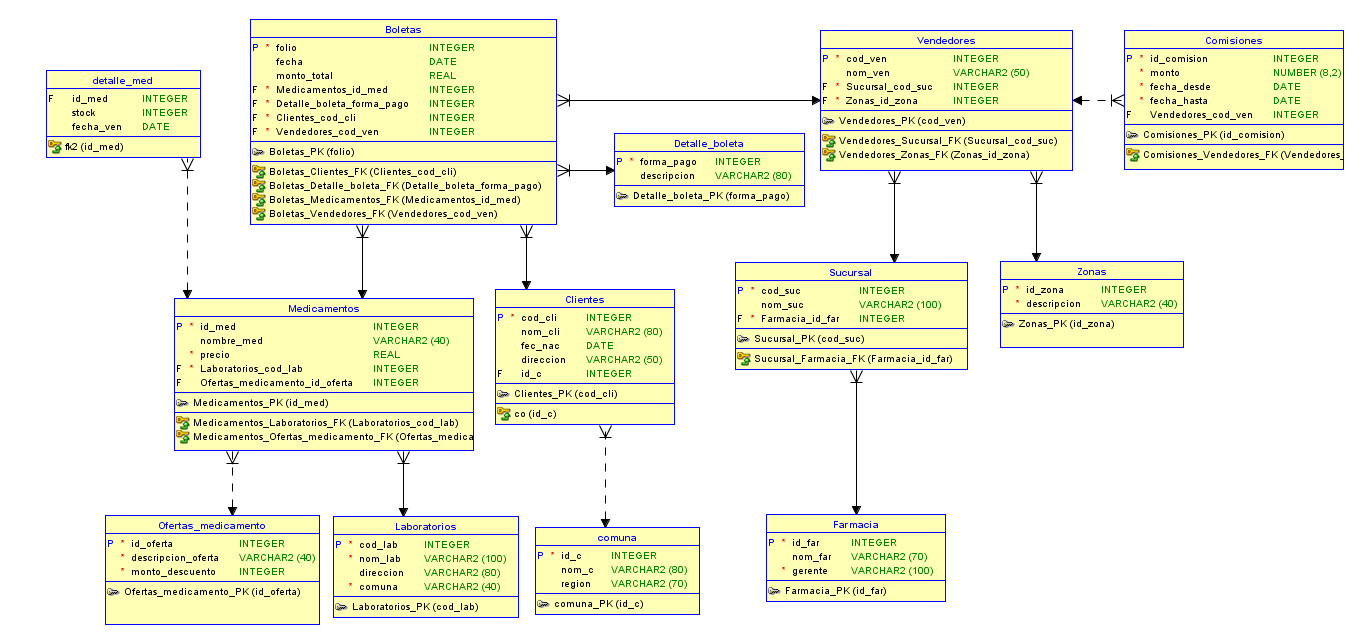 detalle_med
F id_med INTEGER
stock INTEGER
fecha_ven DATE
fk2 (id_med)
Boletas
P * folio INTEGER
fecha DATE
monto_total REAL
F * Medicamentos_id_med INTEGER
F * Detalle_boleta_forma_pago INTEGER
F * Clientes_cod_cli INTEGER
F * Vendedores_cod_ven INTEGER
Boletas_PK (folio)
Boletas_Clientes_FK (Clientes_cod_cli)
Boletas_Detalle_boleta_FK (Detalle_boleta_forma_pago)
Boletas_Medicamentos_FK (Medicamentos_id_med)
Boletas_Vendedores_FK (Vendedores_cod_ven)
Detalle_boleta
P * forma_pago INTEGER
descripcion VARCHAR2 (80)
Detalle_boleta_PK (forma_pago)
Vendedores
P * cod_ven INTEGER
nom_ven VARCHAR2 (50)
F * Sucursal_cod_suc INTEGER
F * Zonas_id_zona INTEGER
Vendedores_PK (cod_ven)
Vendedores_Sucursal_FK (Sucursal_cod_suc)
Vendedores_Zonas_FK (Zonas_id_zona)
Comisiones
P * id_comision INTEGER
* monto NUMBER (8,2)
* fecha_desde DATE
* fecha_hasta DATE
F Vendedores_cod_ven INTEGER
Comisiones_PK (id_comision)
Comisiones_Vendedores_FK (Vendedores_
Medicamentos
P * id_med INTEGER
nombre_med VARCHAR2 (40)
* precio REAL
F * Laboratorios_cod_lab INTEGER
F Ofertas_medicamento_id_oferta INTEGER
Medicamentos_PK (id_med)
Medicamentos_Laboratorios_FK (Laboratorios_cod_lab)
Medicamentos_Ofertas_medicamento_FK (Ofertas_medica
Clientes
P * cod_cli INTEGER
nom_cli VARCHAR2 (80)
fec_nac DATE
direccion VARCHAR2 (50)
F id_c INTEGER
Clientes_PK (cod_cli)
co (id_c)
Sucursal
P * cod_suc INTEGER
nom_suc VARCHAR2 (100)
F * Farmacia_id_far INTEGER
Sucursal_PK (cod_suc)
Sucursal_Farmacia_FK (Farmacia_id_far)
Zonas
P * id_zona INTEGER
* descripcion VARCHAR2 (40)
Zonas_PK (id_zona)
Ofertas_medicamento
P * id_oferta INTEGER
* descripcion_oferta VARCHAR2 (40)
* monto_descuento INTEGER
Ofertas_medicamento_PK (id_oferta)
Laboratorios
P * cod_lab INTEGER
* nom_lab VARCHAR2 (100)
direccion VARCHAR2 (80)
* comuna VARCHAR2 (40)
Laboratorios_PK (cod_lab)
comuna
P * id_c INTEGER
nom_c VARCHAR2 (80)
region VARCHAR2 (70)
comuna_PK (id_c)
Farmacia
P * id_far INTEGER
nom_far VARCHAR2 (70)
* gerente VARCHAR2 (100)
Farmacia_PK (id_far)